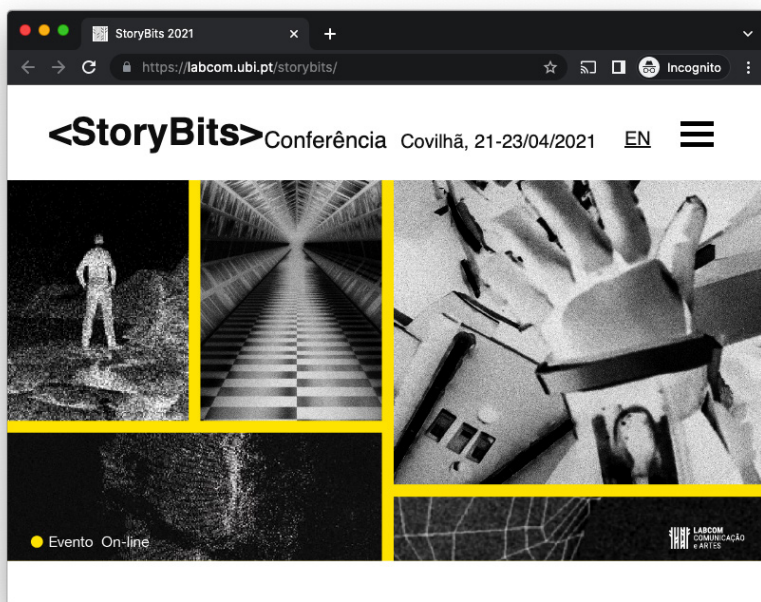 StoryBits 2021
https://labcom.ubi.pt/storybits/
Incognito
<StoryBits> Conferência Covilhã, 21-23/04/2021 EN
Evento On-line
LABCOM
COMUNICAÇÃO
e ARTES